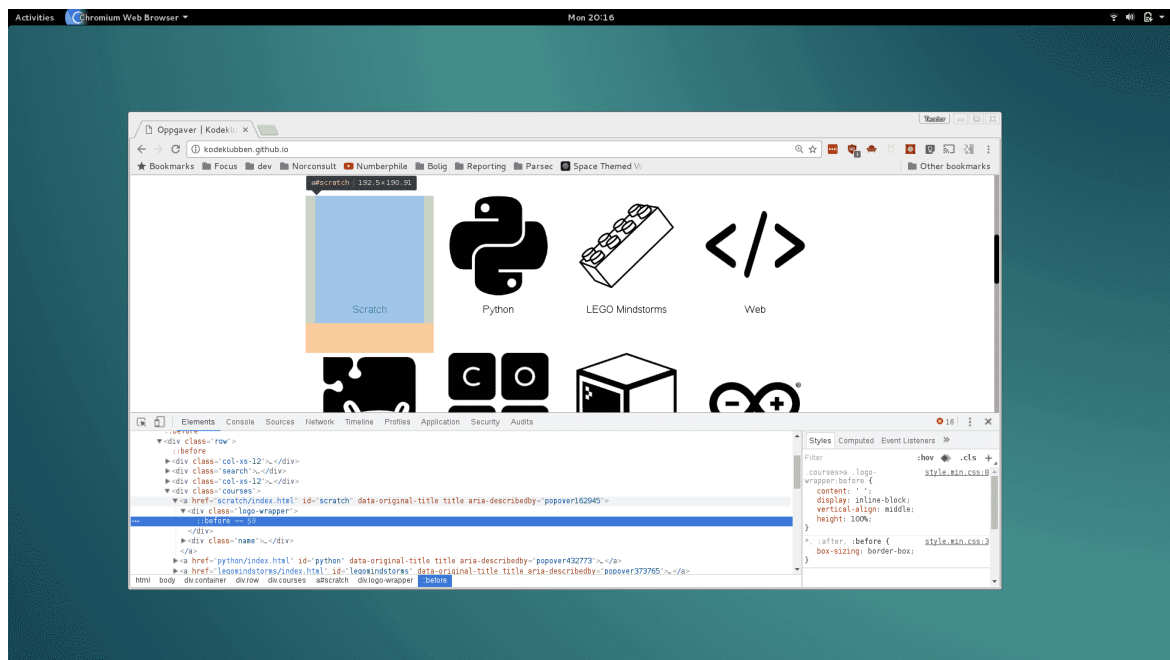 Activities Chromium Web Browser Mon 20:16
Oppgaver | Kodeklu
kodeklubben.github.io
Bookmarks Focus dev Norconsult Numberphile Bolig Reporting Parsec Space Themed W Other bookmarks
a#scratch | 192.5×190.91
Scratch Python LEGO Mindstorms Web
C O
Elements Console Sources Network Timeline Profiles Application Security Audits 16
::before
▼<div class="row">
::before
▶<div class="col-xs-12">…</div>
▶<div class="search">…</div>
▶<div class="col-xs-12">…</div>
▼<div class="courses">
▼<a href="scratch/index.html" id="scratch" data-original-title title aria-describedby="popover162945">
▼<div class="logo-wrapper">
::before == $0
</div>
▶<div class="name">…</div>
</a>
▶<a href="python/index.html" id="python" data-original-title title aria-describedby="popover432773">…</a>
▶<a href="legomindstorms/index.html" id="legomindstorms" data-original-title title aria-describedby="popover373765">…</a>
html body div.container div.row div.courses a#scratch div.logo-wrapper ::before
Styles Computed Event Listeners »
Filter :hov .cls +
.courses>a .logo- style.min.css:8
wrapper:before {
content: ' ';
display: inline-block;
vertical-align: middle;
height: 100%;
}
*, :after, :before { style.min.css:3
box-sizing: border-box;
}